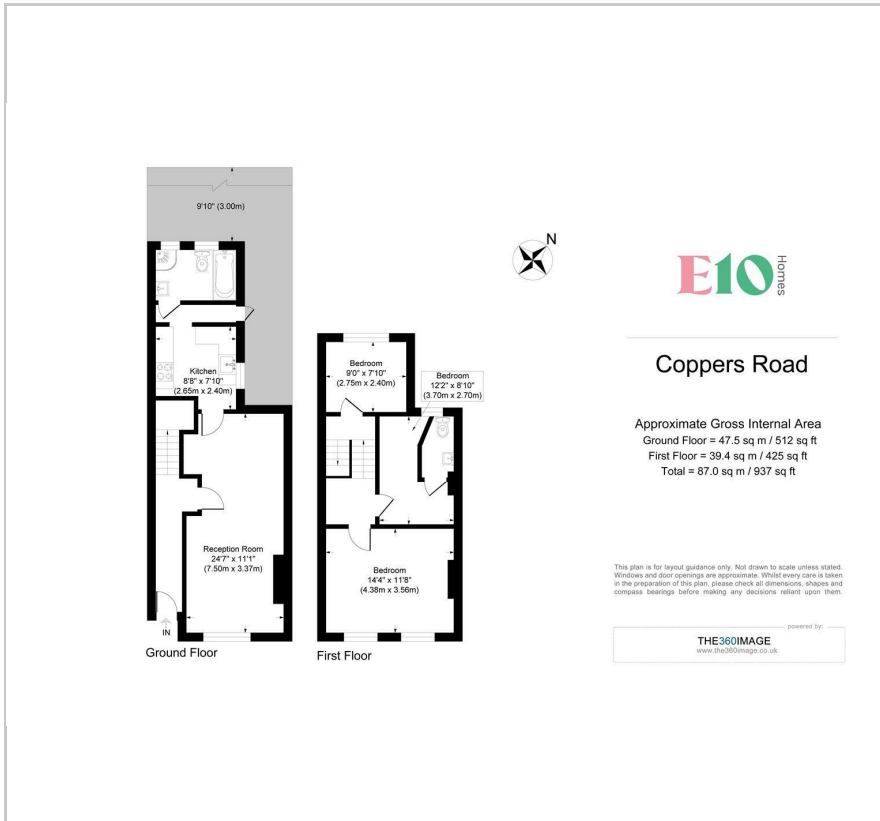 9'10" (3.00m)
Kitchen
8'8" x 7'10"
(2.65m x 2.40m)
Reception Room
24'7" x 11'1"
(7.50m x 3.37m)
IN
Ground Floor
Bedroom
9'0" x 7'10"
(2.75m x 2.40m)
Bedroom
12'2" x 8'10"
(3.70m x 2.70m)
Bedroom
14'4" x 11'8"
(4.38m x 3.56m)
First Floor
N
E10 Homes
Coppers Road
Approximate Gross Internal Area
Ground Floor = 47.5 sq m / 512 sq ft
First Floor = 39.4 sq m / 425 sq ft
Total = 87.0 sq m / 937 sq ft
This plan is for layout guidance only. Not drawn to scale unless stated.
Windows and door openings are approximate. Whilst every care is taken
in the preparation of this plan, please check all dimensions, shapes and
compass bearings before making any decisions reliant upon them.
powered by:
THE360IMAGE
www.the360image.co.uk